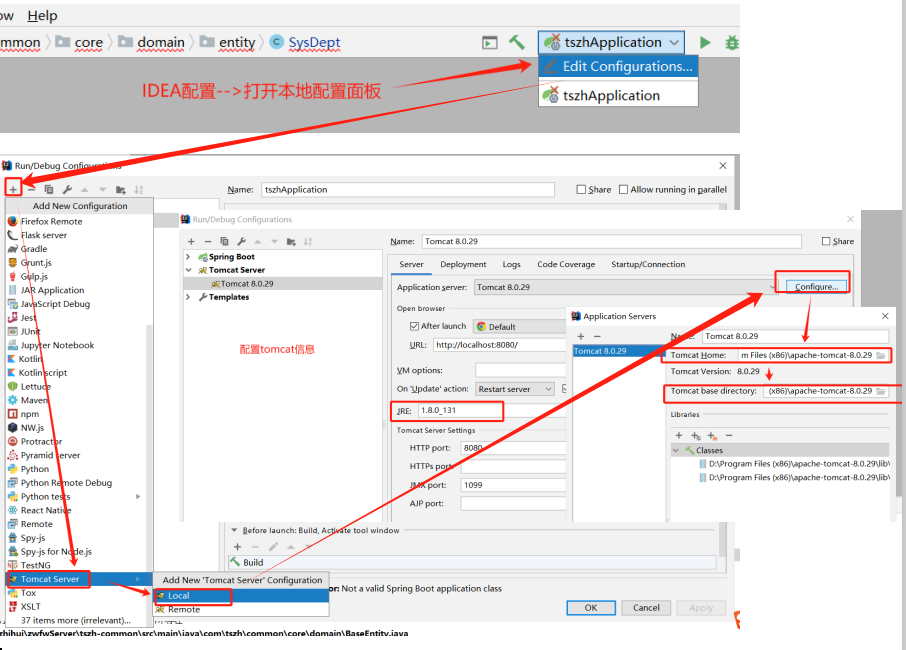 ow Help
mmon core domain entity SysDept
tszhApplication
Edit Configurations...
tszhApplication
IDEA配置-->打开本地配置面板
Run/Debug Configurations
Name: tszhApplication
Share Allow running in parallel
Add New Configuration
Firefox Remote
Flask server
Gradle
Grunt.js
Gulp.js
JAR Application
JavaScript Debug
Jest
JUnit
Jupyter Notebook
Kotlin
Kotlin script
Lettuce
Maven
npm
NW.js
Protractor
Pyramid server
Python
Python Remote Debug
Python tests
React Native
Remote
Spy-js
Spy-js for Node.js
TestNG
Tomcat Server
Tox
XSLT
37 items more (irrelevant)...
Add New 'Tomcat Server' Configuration
Local
Remote
Run/Debug Configurations
Spring Boot
Tomcat Server
Tomcat 8.0.29
Templates
配置tomcat信息
Name: Tomcat 8.0.29
Share
Server Deployment Logs Code Coverage Startup/Connection
Application server: Tomcat 8.0.29
Configure...
Open browser
After launch Default
URL: http://localhost:8080/
VM options:
On 'Update' action: Restart server
JRE: 1.8.0_131
Tomcat Server Settings
HTTP port: 8080
HTTPs port:
JMX port: 1099
AJP port:
Application Servers
Tomcat 8.0.29
Name: Tomcat 8.0.29
Tomcat Home: m Files (x86)\apache-tomcat-8.0.29
Tomcat Version: 8.0.29
Tomcat base directory: (x86)\apache-tomcat-8.0.29
Libraries
Classes
D:\Program Files (x86)\apache-tomcat-8.0.29\lib\
D:\Program Files (x86)\apache-tomcat-8.0.29\lib\
Before launch: Build, Activate tool window
Build
or: Not a valid Spring Boot application class
OK Cancel Apply
zhihui\zwfwServer\tszh-common\src\main\java\com\tszh\common\core\domain\BaseEntity.java